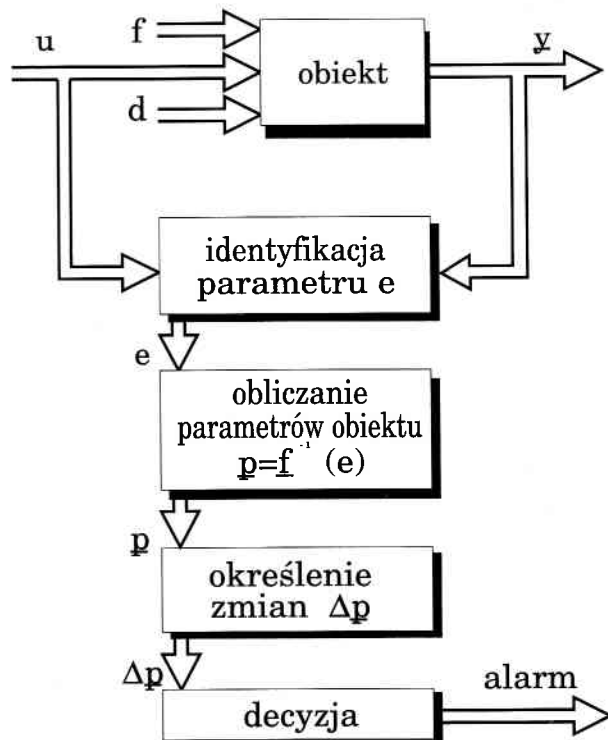 f
u
y
obiekt
d
identyfikacja
parametru e
e
obliczanie
parametrów obiektu
p=f⁻¹ (e)
p
określenie
zmian Δp
Δp
alarm
decyzja